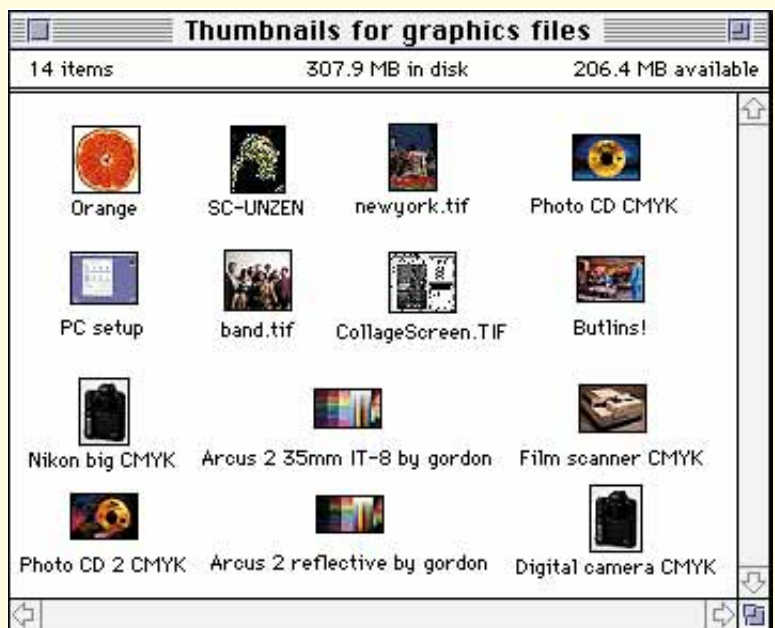 Thumbnails for graphics files
14 items 307.9 MB in disk 206.4 MB available
Orange SC-UNZEN newyork.tif Photo CD CMYK
PC setup band.tif CollageScreen.TIF Butlins!
Nikon big CMYK Arcus 2 35mm IT-8 by gordon Film scanner CMYK
Photo CD 2 CMYK Arcus 2 reflective by gordon Digital camera CMYK